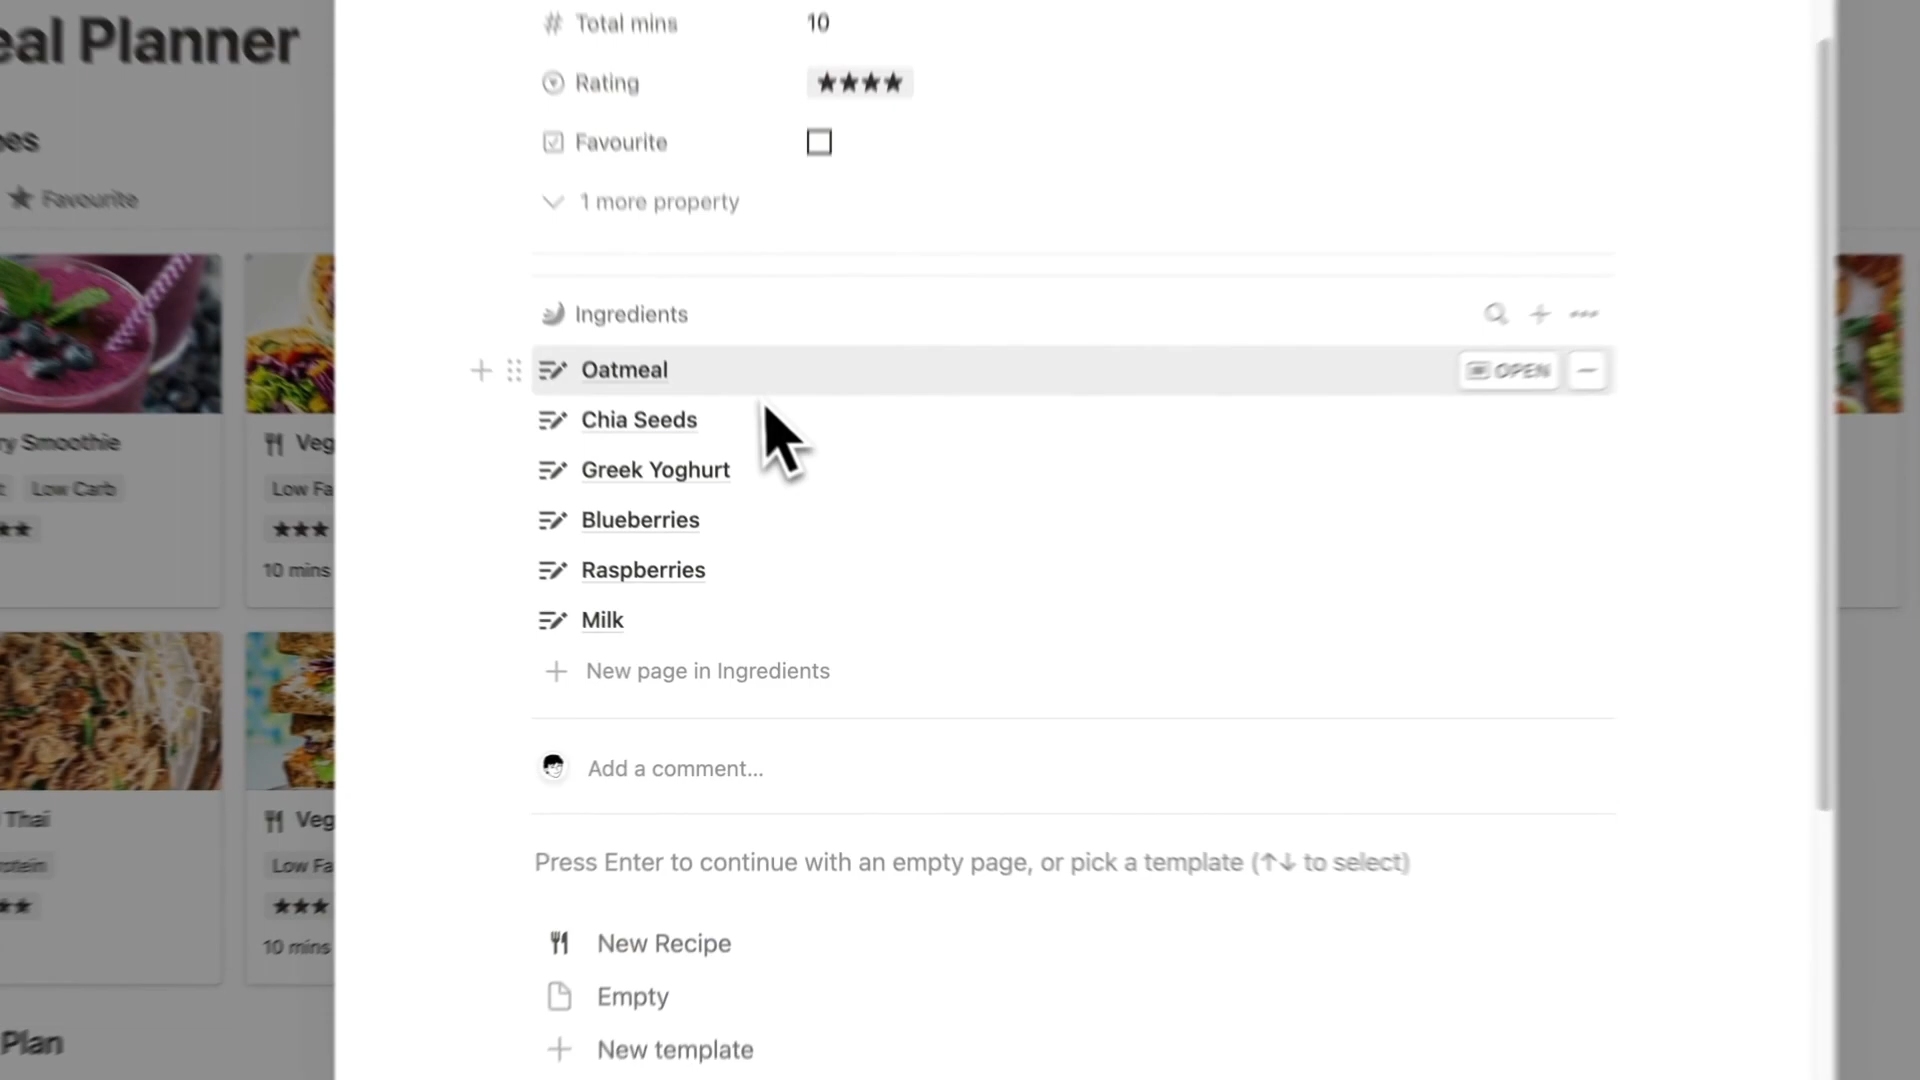 eal Planner
Total mins 10
Rating ★★★★
Favourite
1 more property
Favourite
Ingredients
Oatmeal OPEN
Chia Seeds
Greek Yoghurt
Blueberries
Raspberries
Milk
New page in Ingredients
Add a comment...
Press Enter to continue with an empty page, or pick a template (↑↓ to select)
New Recipe
Empty
New template
ry Smoothie
Low Carb
★★
Veg
Low Fa
★★★
10 mins
Thai
★★
Veg
Low Fa
★★★
10 mins
Plan